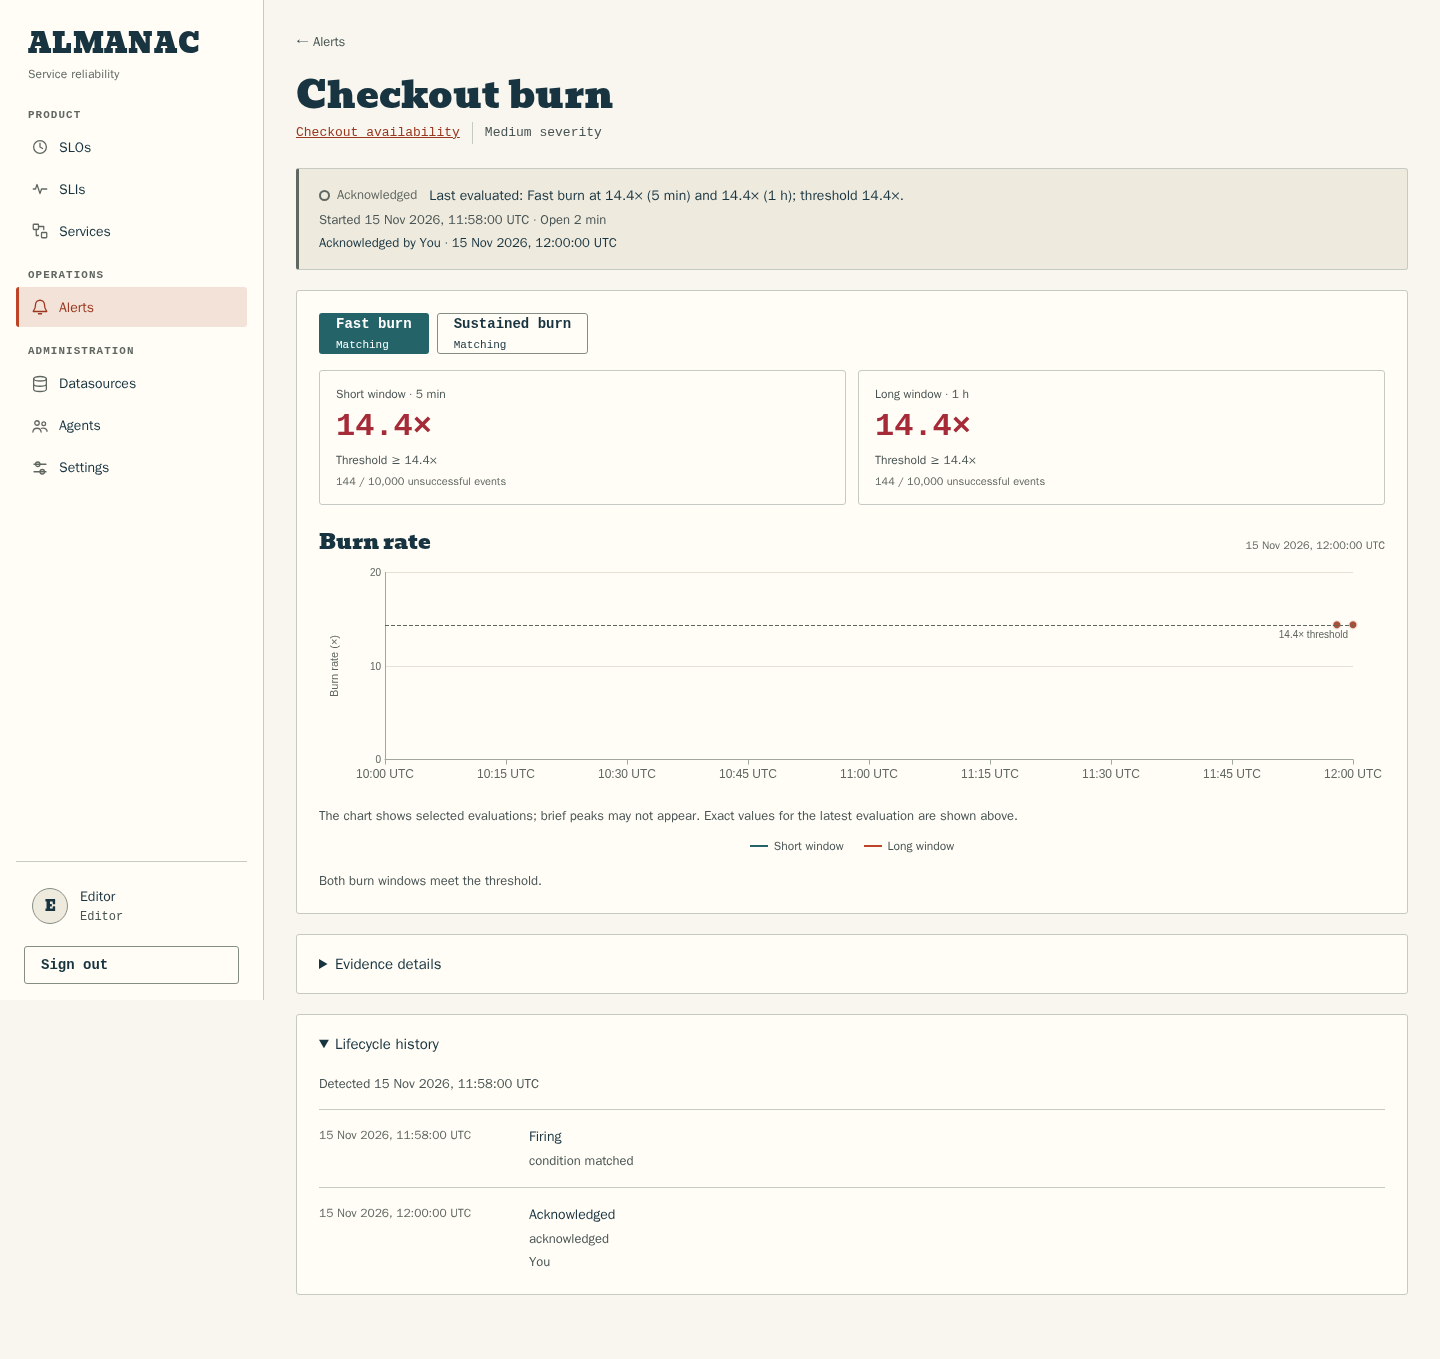 ALMANAC
Service reliability
PRODUCT
SLOs
SLIs
Services
OPERATIONS
Alerts
ADMINISTRATION
Datasources
Agents
Settings
E
Editor
Editor
Sign out
← Alerts
Checkout burn
Checkout availability Medium severity
Acknowledged Last evaluated: Fast burn at 14.4× (5 min) and 14.4× (1 h); threshold 14.4×.
Started 15 Nov 2026, 11:58:00 UTC · Open 2 min
Acknowledged by You · 15 Nov 2026, 12:00:00 UTC
Fast burn
Matching
Sustained burn
Matching
Short window · 5 min
14.4×
Threshold ≥ 14.4×
144 / 10,000 unsuccessful events
Long window · 1 h
14.4×
Threshold ≥ 14.4×
144 / 10,000 unsuccessful events
Burn rate
15 Nov 2026, 12:00:00 UTC
Burn rate (×)
20
10
0
14.4× threshold
10:00 UTC 10:15 UTC 10:30 UTC 10:45 UTC 11:00 UTC 11:15 UTC 11:30 UTC 11:45 UTC 12:00 UTC
The chart shows selected evaluations; brief peaks may not appear. Exact values for the latest evaluation are shown above.
Short window Long window
Both burn windows meet the threshold.
Evidence details
Lifecycle history
Detected 15 Nov 2026, 11:58:00 UTC
15 Nov 2026, 11:58:00 UTC Firing
condition matched
15 Nov 2026, 12:00:00 UTC Acknowledged
acknowledged
You